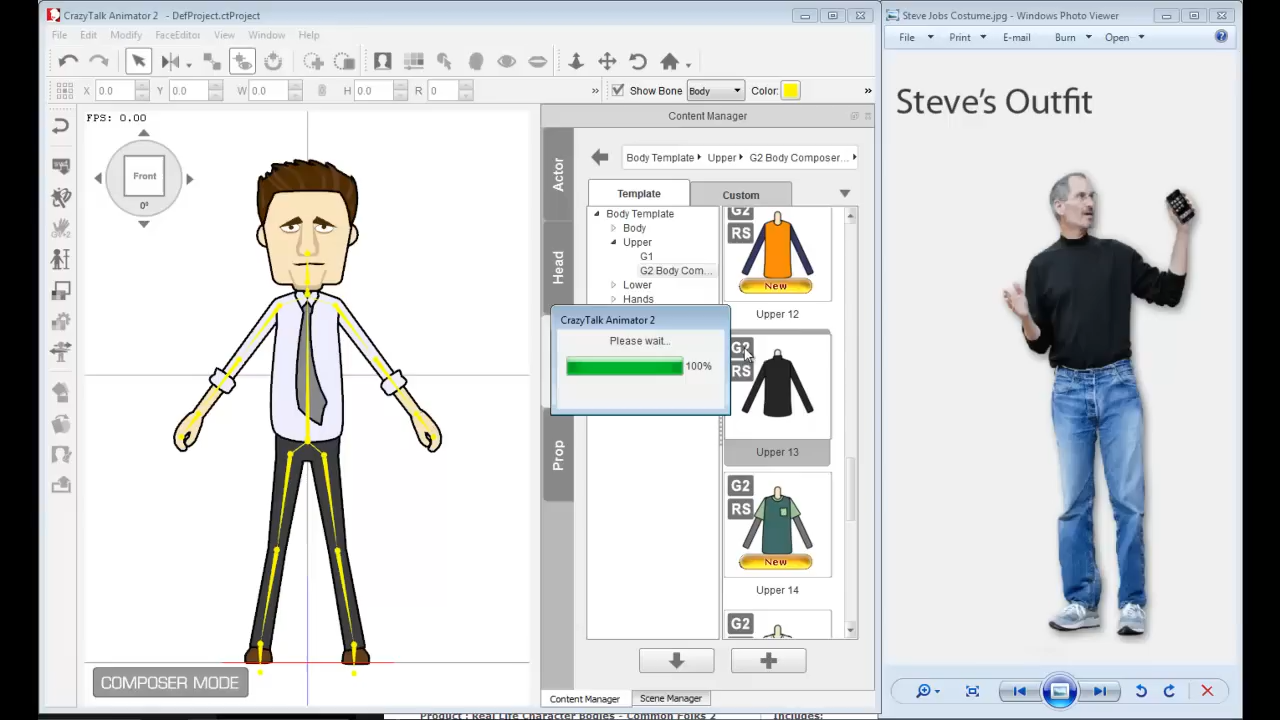 CrazyTalk Animator 2 - DefProject.ctProject
File Edit Modify FaceEditor View Window Help
X 0.0 Y 0.0 W 0.0 H 0.0 R 0 » Show Bone Body Color: »
FPS: 0.00
Front
0°
COMPOSER MODE
Content Manager
Actor
Head
Prop
Body Template Upper G2 Body Composer...
Template Custom
Body Template
Body
Upper
G1
G2 Body Com...
Lower
Hands
G2
RS
New
Upper 12
G2
RS
Upper 13
G2
RS
New
Upper 14
G2
CrazyTalk Animator 2
Please wait...
100%
Content Manager Scene Manager
Product : Real Life Character Bodies - Common Folks 2 Includes:
Steve Jobs Costume.jpg - Windows Photo Viewer
File Print E-mail Burn Open
Steve's Outfit